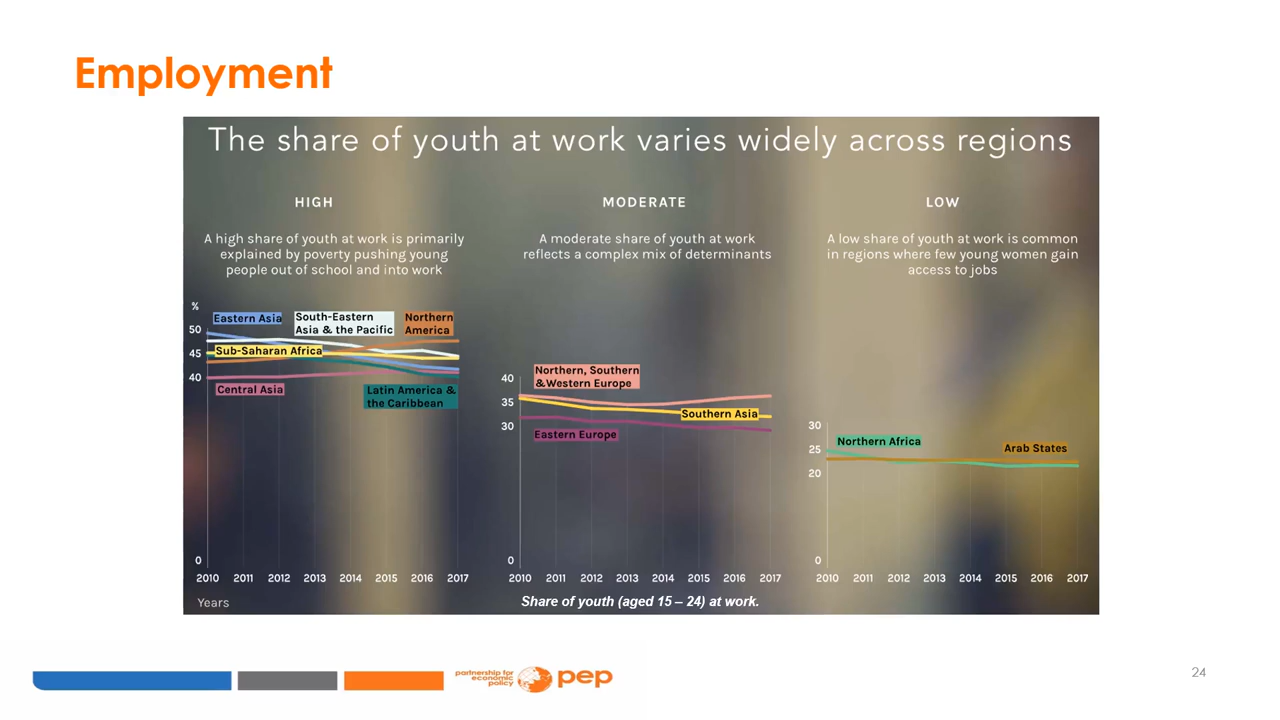 Employment
The share of youth at work varies widely across regions
HIGH
A high share of youth at work is primarily
explained by poverty pushing young
people out of school and into work
MODERATE
A moderate share of youth at work
reflects a complex mix of determinants
LOW
A low share of youth at work is common
in regions where few young women gain
access to jobs
%
50
45
40
0
Eastern Asia
South-Eastern
Asia & the Pacific
Northern
America
Sub-Saharan Africa
Central Asia
Latin America &
the Caribbean
2010 2011 2012 2013 2014 2015 2016 2017
Years
40
35
30
0
Northern, Southern
&Western Europe
Southern Asia
Eastern Europe
2010 2011 2012 2013 2014 2015 2016 2017
Share of youth (aged 15 – 24) at work.
30
25
20
0
Northern Africa
Arab States
2010 2011 2012 2013 2014 2015 2016 2017
partnership for
economic
policy
pep
24